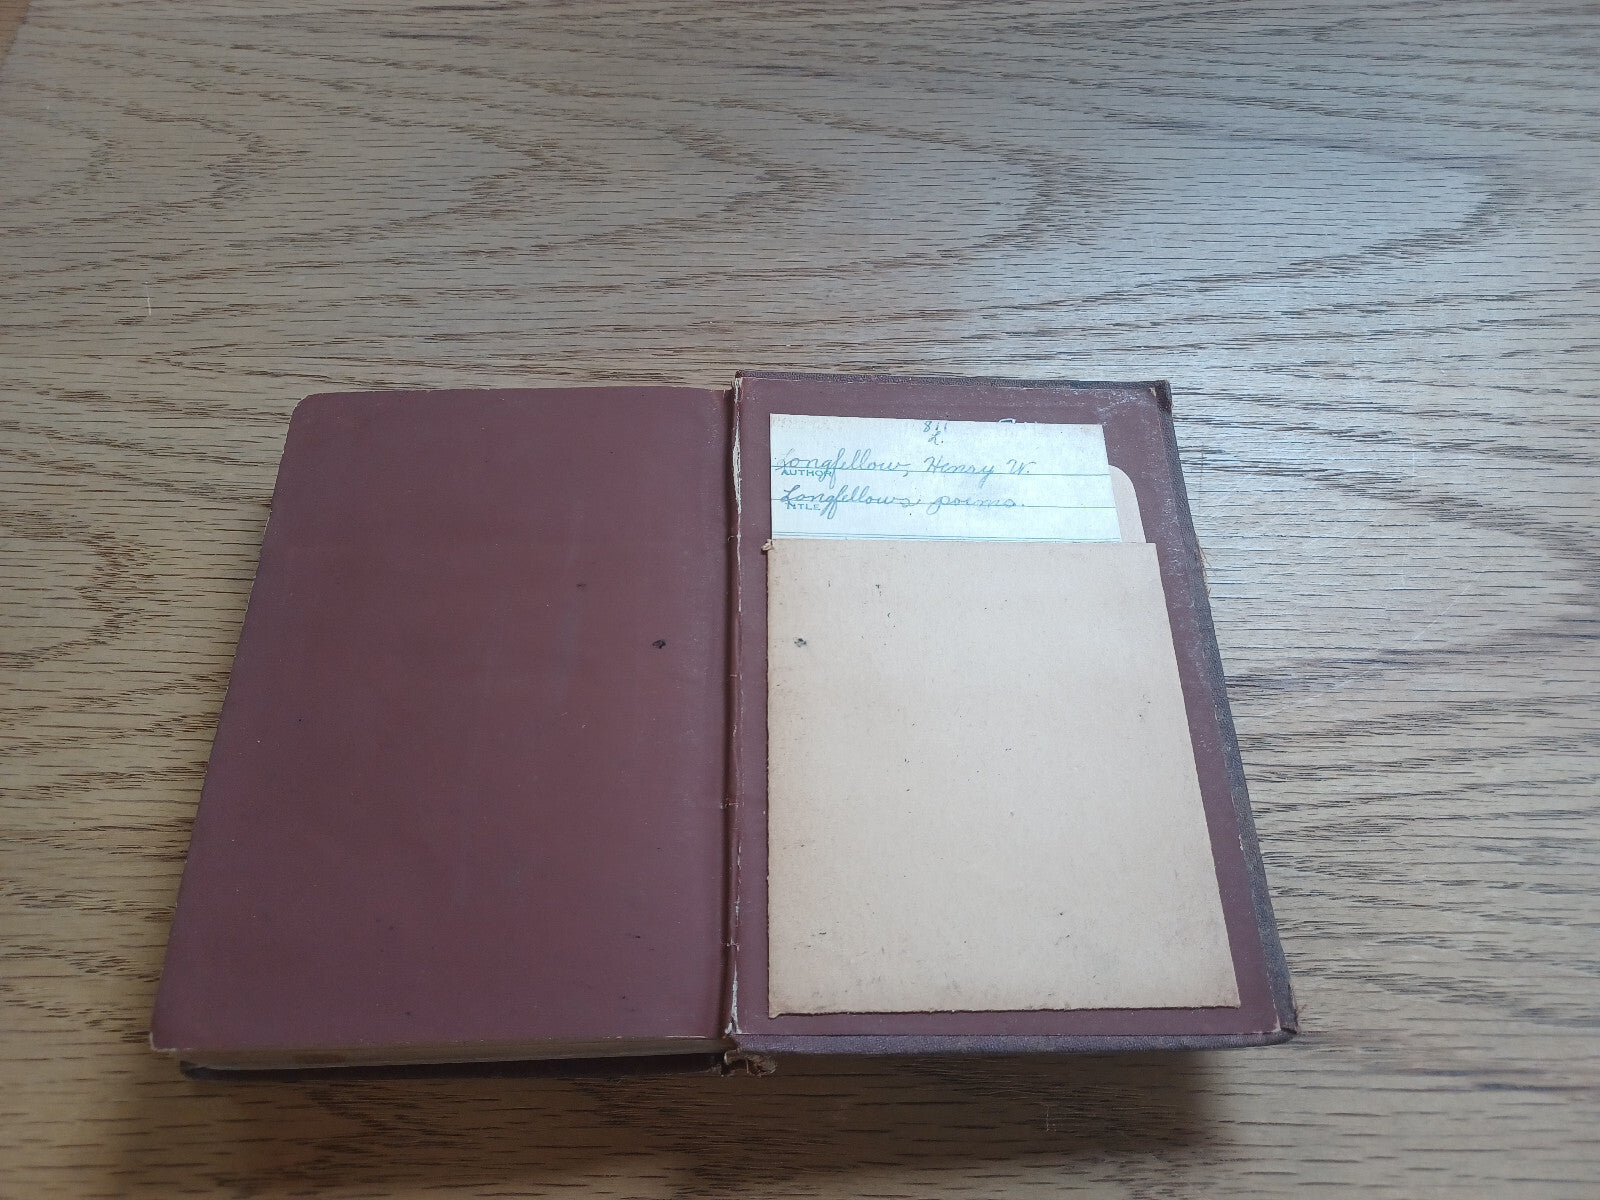 811
L.
Longfellow, Henry W.
AUTHOR
Longfellow's poems.
TITLE